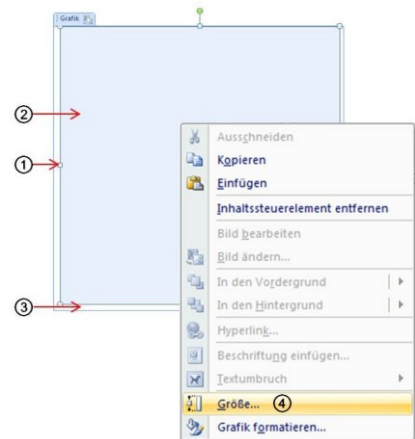 Grafik
②
①
③
Ausschneiden
Kopieren
Einfügen
Inhaltssteuerelement entfernen
Bild bearbeiten
Bild ändern...
In den Vordergrund
In den Hintergrund
Hyperlink...
Beschriftung einfügen...
Textumbruch
Größe... ④
Grafik formatieren...